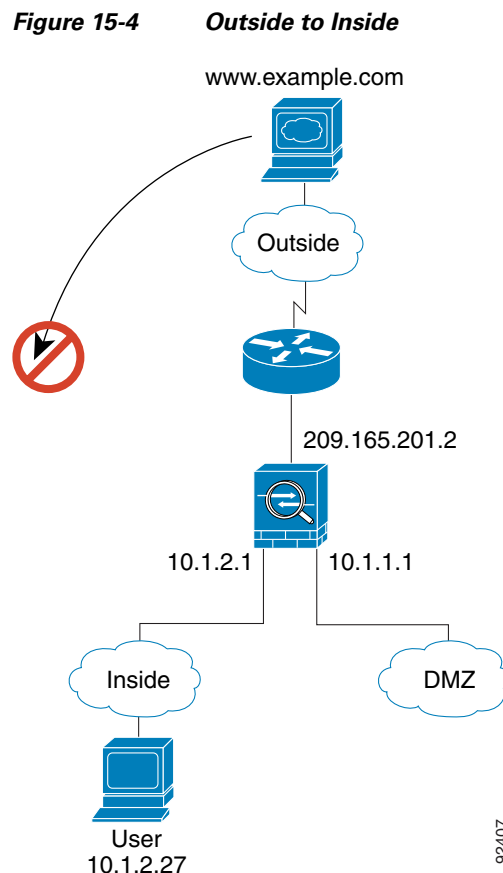 Figure 15-4 Outside to Inside
www.example.com
Outside
209.165.201.2
10.1.2.1 10.1.1.1
Inside DMZ
User
10.1.2.27
92407